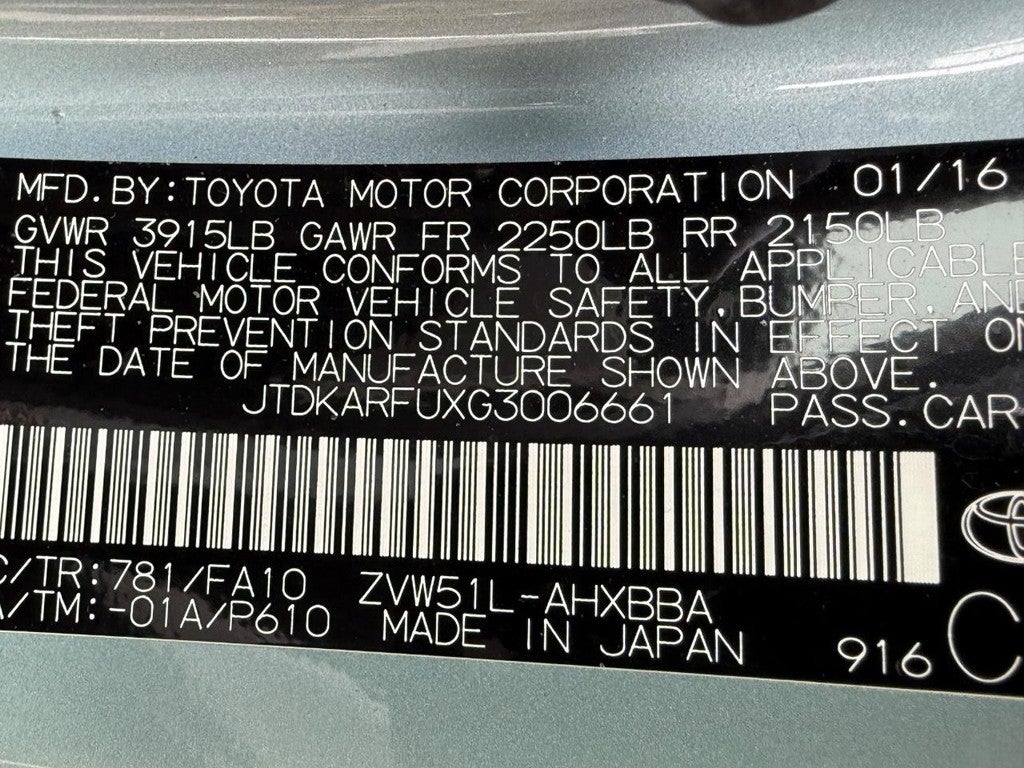 MFD. BY: TOYOTA MOTOR CORPORATION 01/16
GVWR 3915LB GAWR FR 2250LB RR 2150LB
THIS VEHICLE CONFORMS TO ALL APPLICABLE
FEDERAL MOTOR VEHICLE SAFETY, BUMPER, AND
THEFT PREVENTION STANDARDS IN EFFECT ON
THE DATE OF MANUFACTURE SHOWN ABOVE.
JTDKARFUXG3006661 PASS. CAR
C/TR: 781/FA10 ZVW51L-AHXBBA
A/TM: -01A/P610 MADE IN JAPAN 916 C